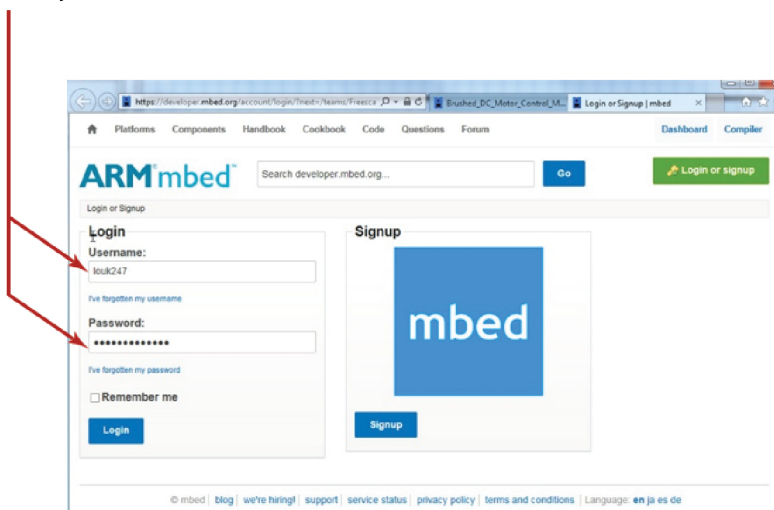 https://developer.mbed.org/account/login/?next=/teams/Freesca
Brushed_DC_Motor_Control_M...
Login or Signup | mbed
Platforms Components Handbook Cookbook Code Questions Forum Dashboard Compiler
ARM mbed
Search developer.mbed.org...
Go
Login or signup
Login or Signup
Login
Username:
louk247
I've forgotten my username
Password:
•••••••••••••
I've forgotten my password
Remember me
Login
Signup
mbed
Signup
© mbed | blog | we're hiring! | support | service status | privacy policy | terms and conditions | Language: en ja es de